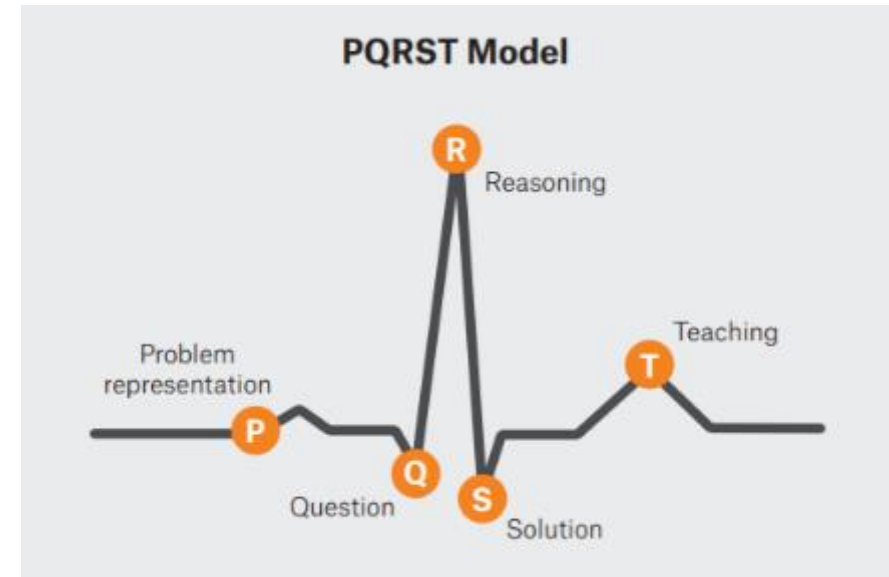 PQRST Model
R
Reasoning
Teaching
T
Problem
representation
P
Q
Question
S
Solution